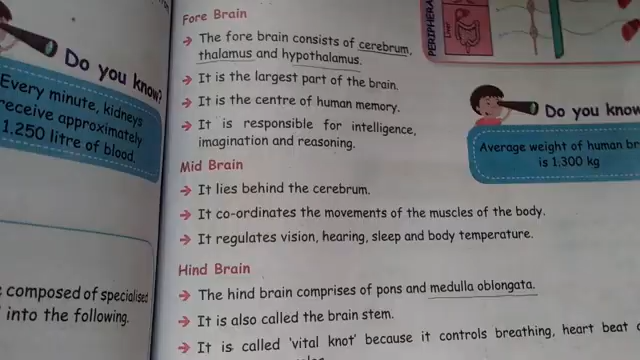 Do you know?
Every minute, kidneys
receive approximately
1.250 litre of blood.
composed of specialised
into the following.
Fore Brain
→ The fore brain consists of cerebrum,
thalamus and hypothalamus.
→ It is the largest part of the brain.
→ It is the centre of human memory.
→ It is responsible for intelligence,
imagination and reasoning.
Mid Brain
→ It lies behind the cerebrum.
→ It co-ordinates the movements of the muscles of the body.
→ It regulates vision, hearing, sleep and body temperature.
Hind Brain
→ The hind brain comprises of pons and medulla oblongata.
→ It is also called the brain stem.
→ It is called 'vital knot' because it controls breathing, heart beat
PERIPHERA
Do you know
Average weight of human br
is 1.300 kg